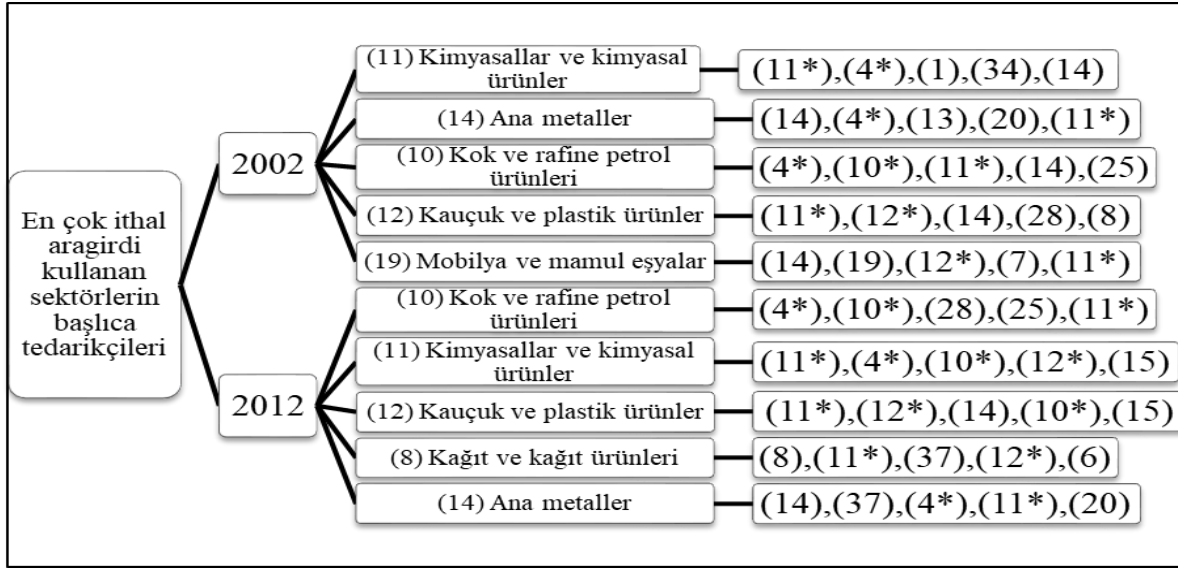 En çok ithal
aragirdi
kullanan
sektörlerin
başlıca
tedarikçileri
2002
(11) Kimyasallar ve kimyasal
ürünler
(11*),(4*),(1),(34),(14)
(14) Ana metaller
(14),(4*),(13),(20),(11*)
(10) Kok ve rafine petrol
ürünleri
(4*),(10*),(11*),(14),(25)
(12) Kauçuk ve plastik ürünler
(11*),(12*),(14),(28),(8)
(19) Mobilya ve mamul eşyalar
(14),(19),(12*),(7),(11*)
2012
(10) Kok ve rafine petrol
ürünleri
(4*),(10*),(28),(25),(11*)
(11) Kimyasallar ve kimyasal
ürünler
(11*),(4*),(10*),(12*),(15)
(12) Kauçuk ve plastik ürünler
(11*),(12*),(14),(10*),(15)
(8) Kağıt ve kağıt ürünleri
(8),(11*),(37),(12*),(6)
(14) Ana metaller
(14),(37),(4*),(11*),(20)